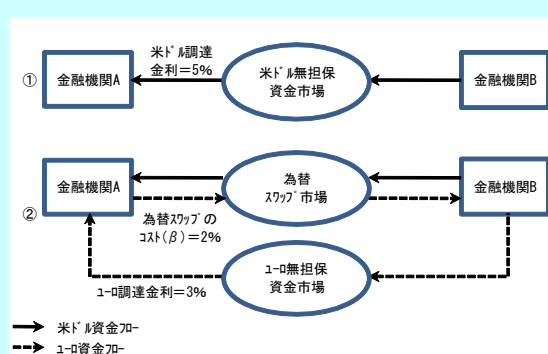 ①
金融機関A
米ﾄﾞﾙ調達
金利＝5%
米ﾄﾞﾙ無担保
資金市場
金融機関B
②
金融機関A
為替
ｽﾜｯﾌﾟ市場
金融機関B
為替ｽﾜｯﾌﾟの
ｺｽﾄ(β)＝2%
ﾕｰﾛ無担保
資金市場
ﾕｰﾛ調達金利＝3%
米ﾄﾞﾙ資金ﾌﾛｰ
ﾕｰﾛ資金ﾌﾛｰ